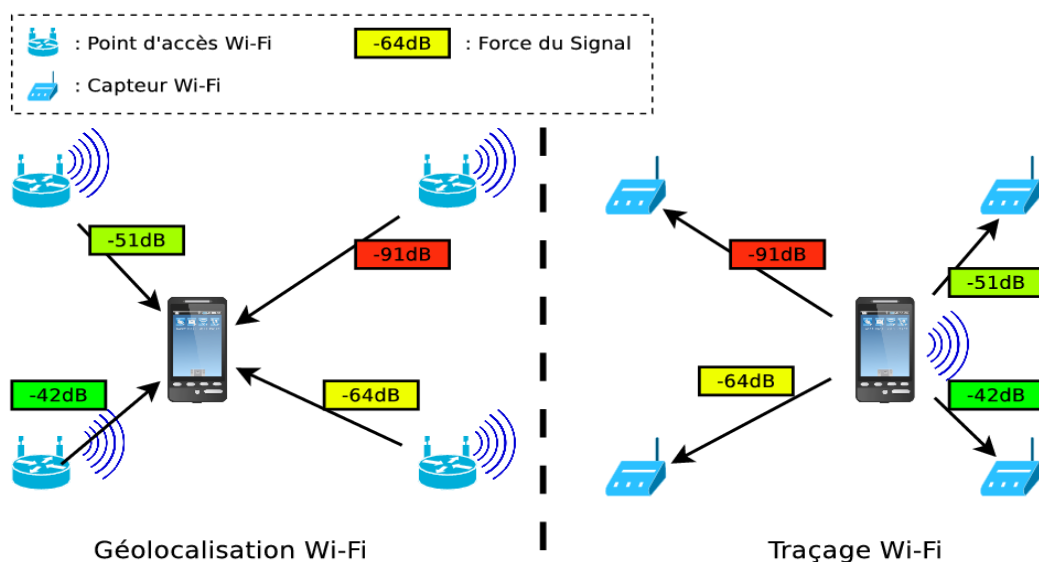 : Point d'accès Wi-Fi
-64dB : Force du Signal
: Capteur Wi-Fi
-51dB
-91dB
-42dB
-64dB
Géolocalisation Wi-Fi
-91dB
-51dB
-64dB
-42dB
Traçage Wi-Fi